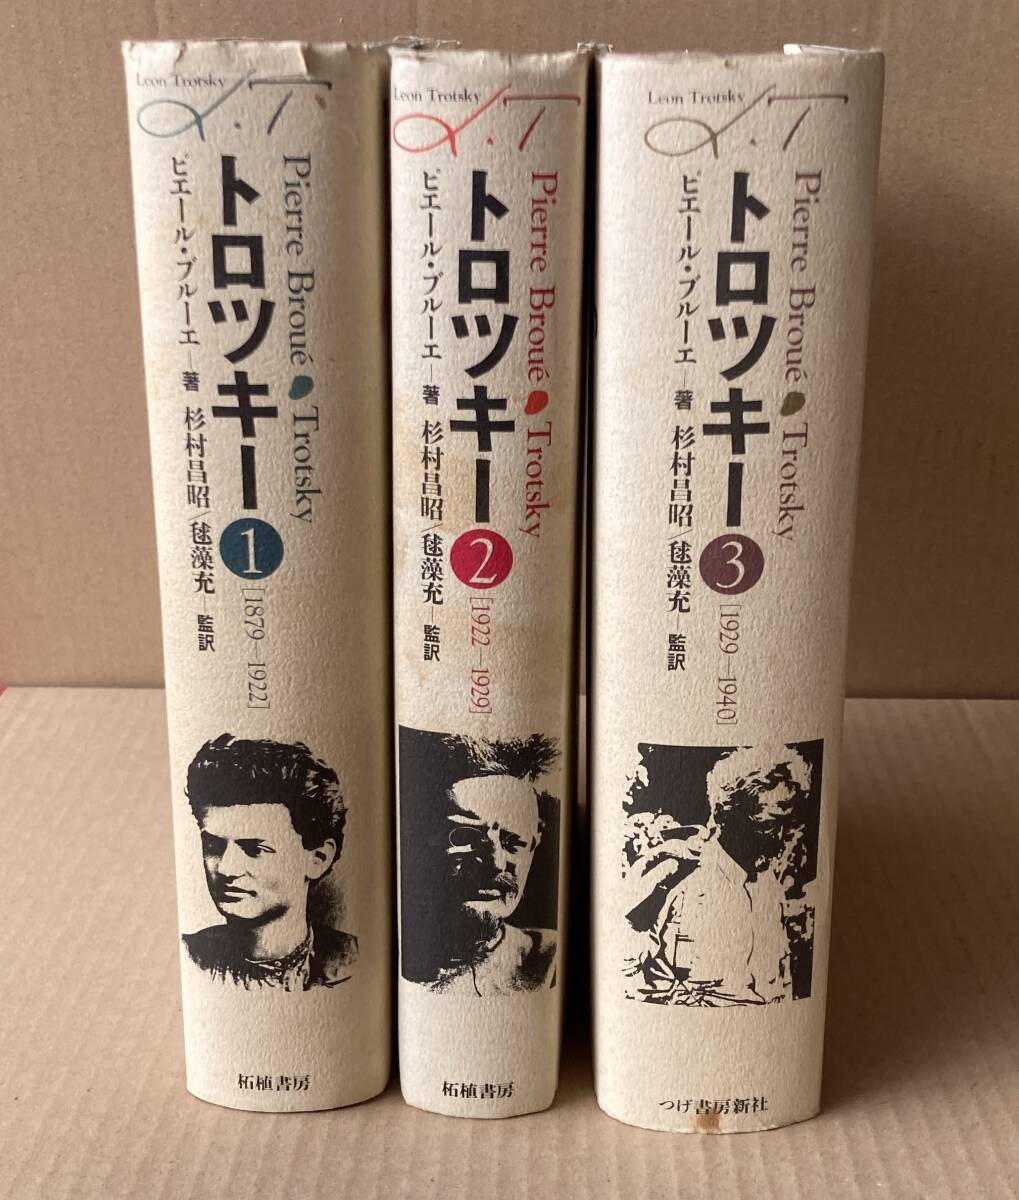 Leon Trotsky
L.T
Pierre Broué Trotsky
トロツキー 1
[1879—1922]
ピエール・ブルーエ—著 杉村昌昭/毬藻充—監訳
柘植書房
Leon Trotsky
L.T
Pierre Broué Trotsky
トロツキー 2
[1922—1929]
ピエール・ブルーエ—著 杉村昌昭/毬藻充—監訳
柘植書房
Leon Trotsky
L.T
Pierre Broué Trotsky
トロツキー 3
[1929—1940]
ピエール・ブルーエ—著 杉村昌昭/毬藻充—監訳
つげ書房新社